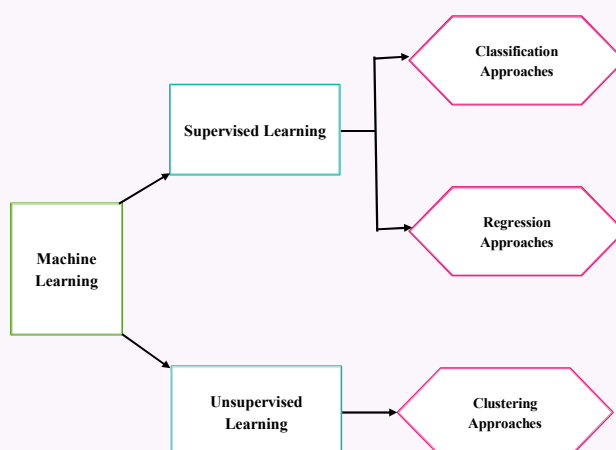 Classification
Approaches
Supervised Learning
Regression
Approaches
Machine
Learning
Unsupervised
Learning
Clustering
Approaches